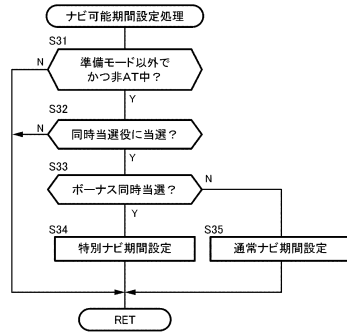 ナビ可能期間設定処理
S31
N
準備モード以外で
かつ非AT中？
Y
S32
N
同時当選役に当選？
Y
S33
N
ボーナス同時当選？
Y
S34
特別ナビ期間設定
S35
通常ナビ期間設定
RET